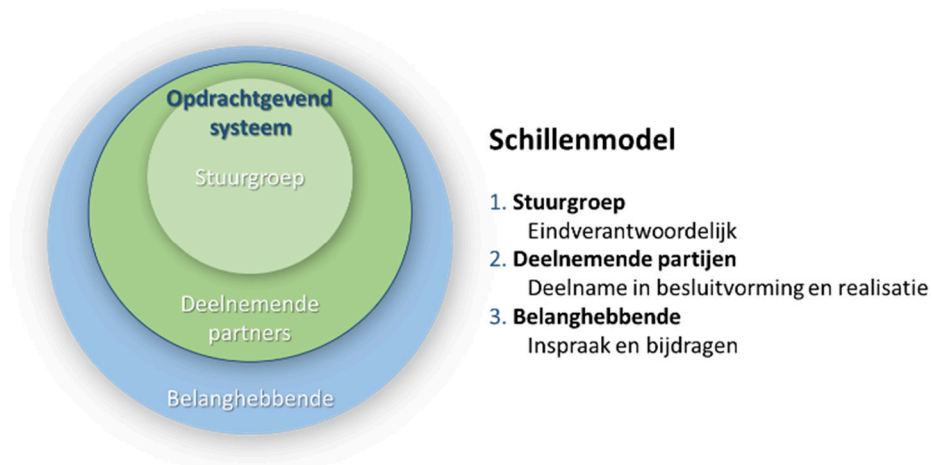 Opdrachtgevend
systeem
Stuurgroep
Deelnemende
partners
Belanghebbende
Schillenmodel
1. Stuurgroep
Eindverantwoordelijk
2. Deelnemende partijen
Deelname in besluitvorming en realisatie
3. Belanghebbende
Inspraak en bijdragen